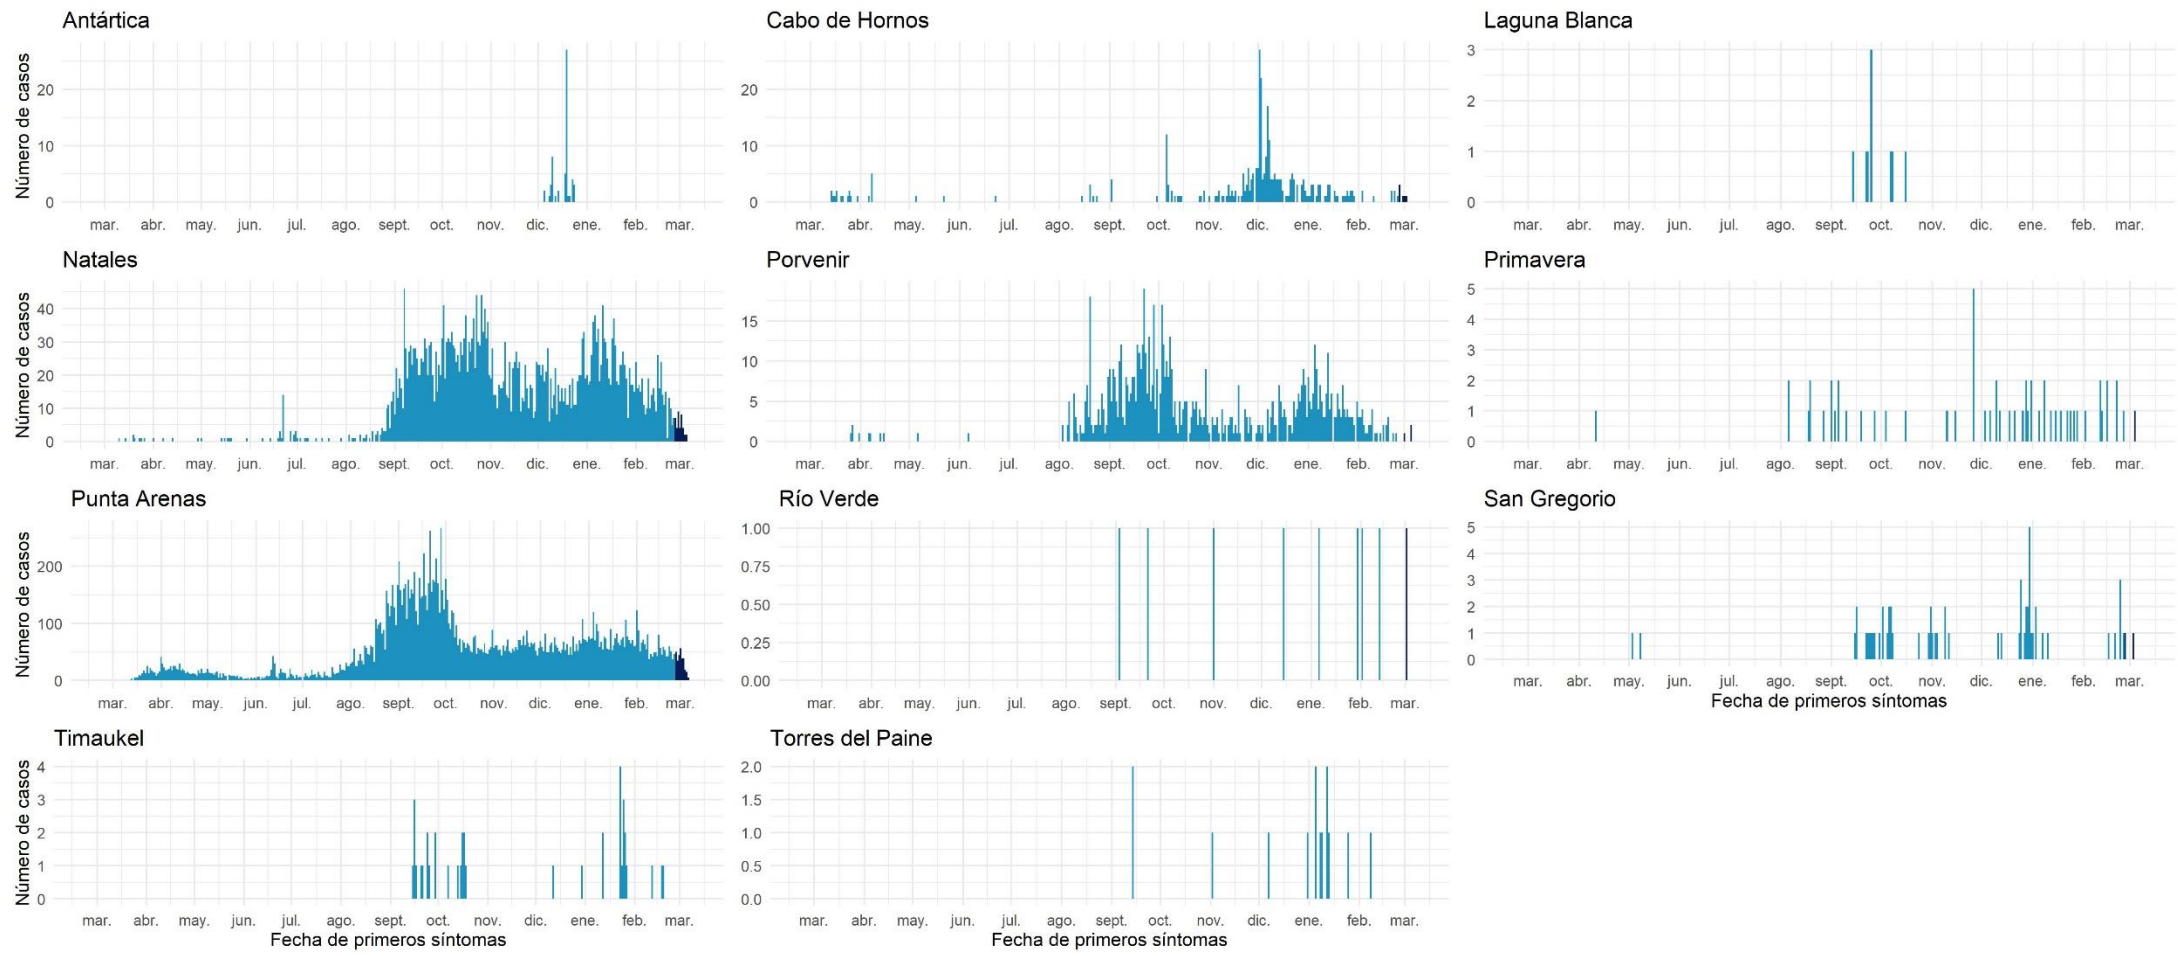 Antártica
Número de casos
20
10
0
mar. abr. may. jun. jul. ago. sept. oct. nov. dic. ene. feb. mar.
Cabo de Hornos
20
10
0
mar. abr. may. jun. jul. ago. sept. oct. nov. dic. ene. feb. mar.
Laguna Blanca
3
2
1
0
mar. abr. may. jun. jul. ago. sept. oct. nov. dic. ene. feb. mar.
Natales
Número de casos
40
30
20
10
0
mar. abr. may. jun. jul. ago. sept. oct. nov. dic. ene. feb. mar.
Porvenir
15
10
5
0
mar. abr. may. jun. jul. ago. sept. oct. nov. dic. ene. feb. mar.
Primavera
5
4
3
2
1
0
mar. abr. may. jun. jul. ago. sept. oct. nov. dic. ene. feb. mar.
Punta Arenas
Número de casos
200
100
0
mar. abr. may. jun. jul. ago. sept. oct. nov. dic. ene. feb. mar.
Río Verde
1.00
0.75
0.50
0.25
0.00
mar. abr. may. jun. jul. ago. sept. oct. nov. dic. ene. feb. mar.
San Gregorio
5
4
3
2
1
0
mar. abr. may. jun. jul. ago. sept. oct. nov. dic. ene. feb. mar.
Fecha de primeros síntomas
Timaukel
Número de casos
4
3
2
1
0
mar. abr. may. jun. jul. ago. sept. oct. nov. dic. ene. feb. mar.
Fecha de primeros síntomas
Torres del Paine
2.0
1.5
1.0
0.5
0.0
mar. abr. may. jun. jul. ago. sept. oct. nov. dic. ene. feb. mar.
Fecha de primeros síntomas